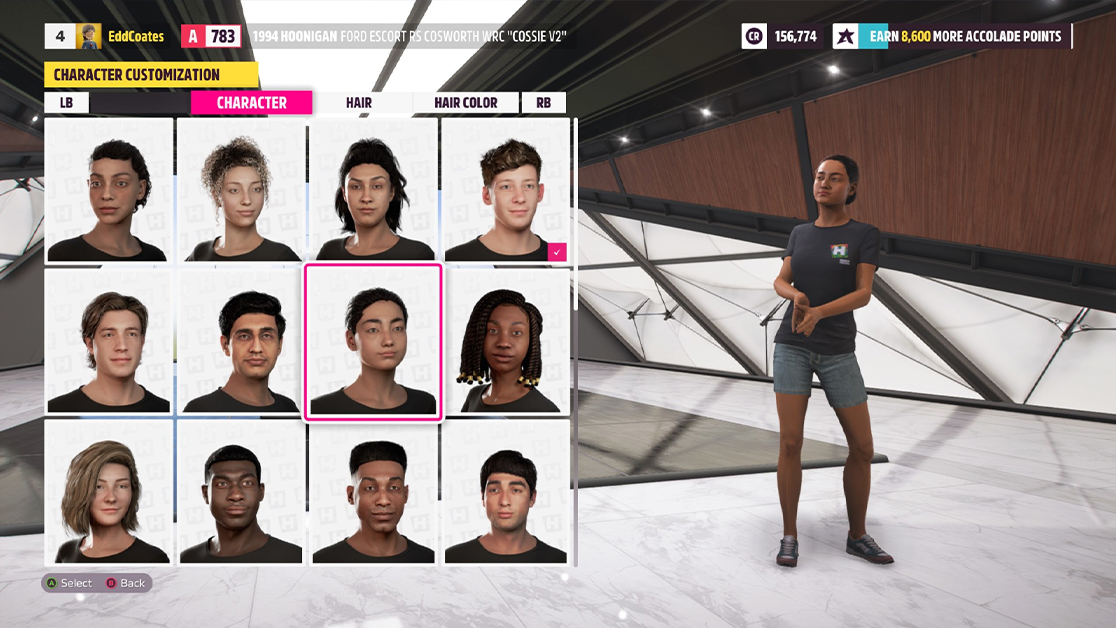 4 EddCoates A 783 1994 HOONIGAN FORD ESCORT RS COSWORTH WRC "COSSIE V2" CR 156,774 EARN 8,600 MORE ACCOLADE POINTS
CHARACTER CUSTOMIZATION
LB CHARACTER HAIR HAIR COLOR RB
A Select B Back